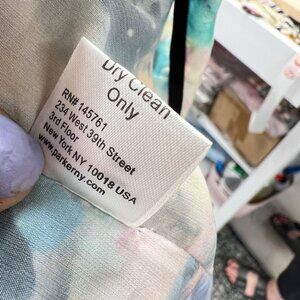 Dry Clean
Only
RN# 145761
234 West 39th Street
3rd Floor
New York NY 10018 USA
www.parkerny.com